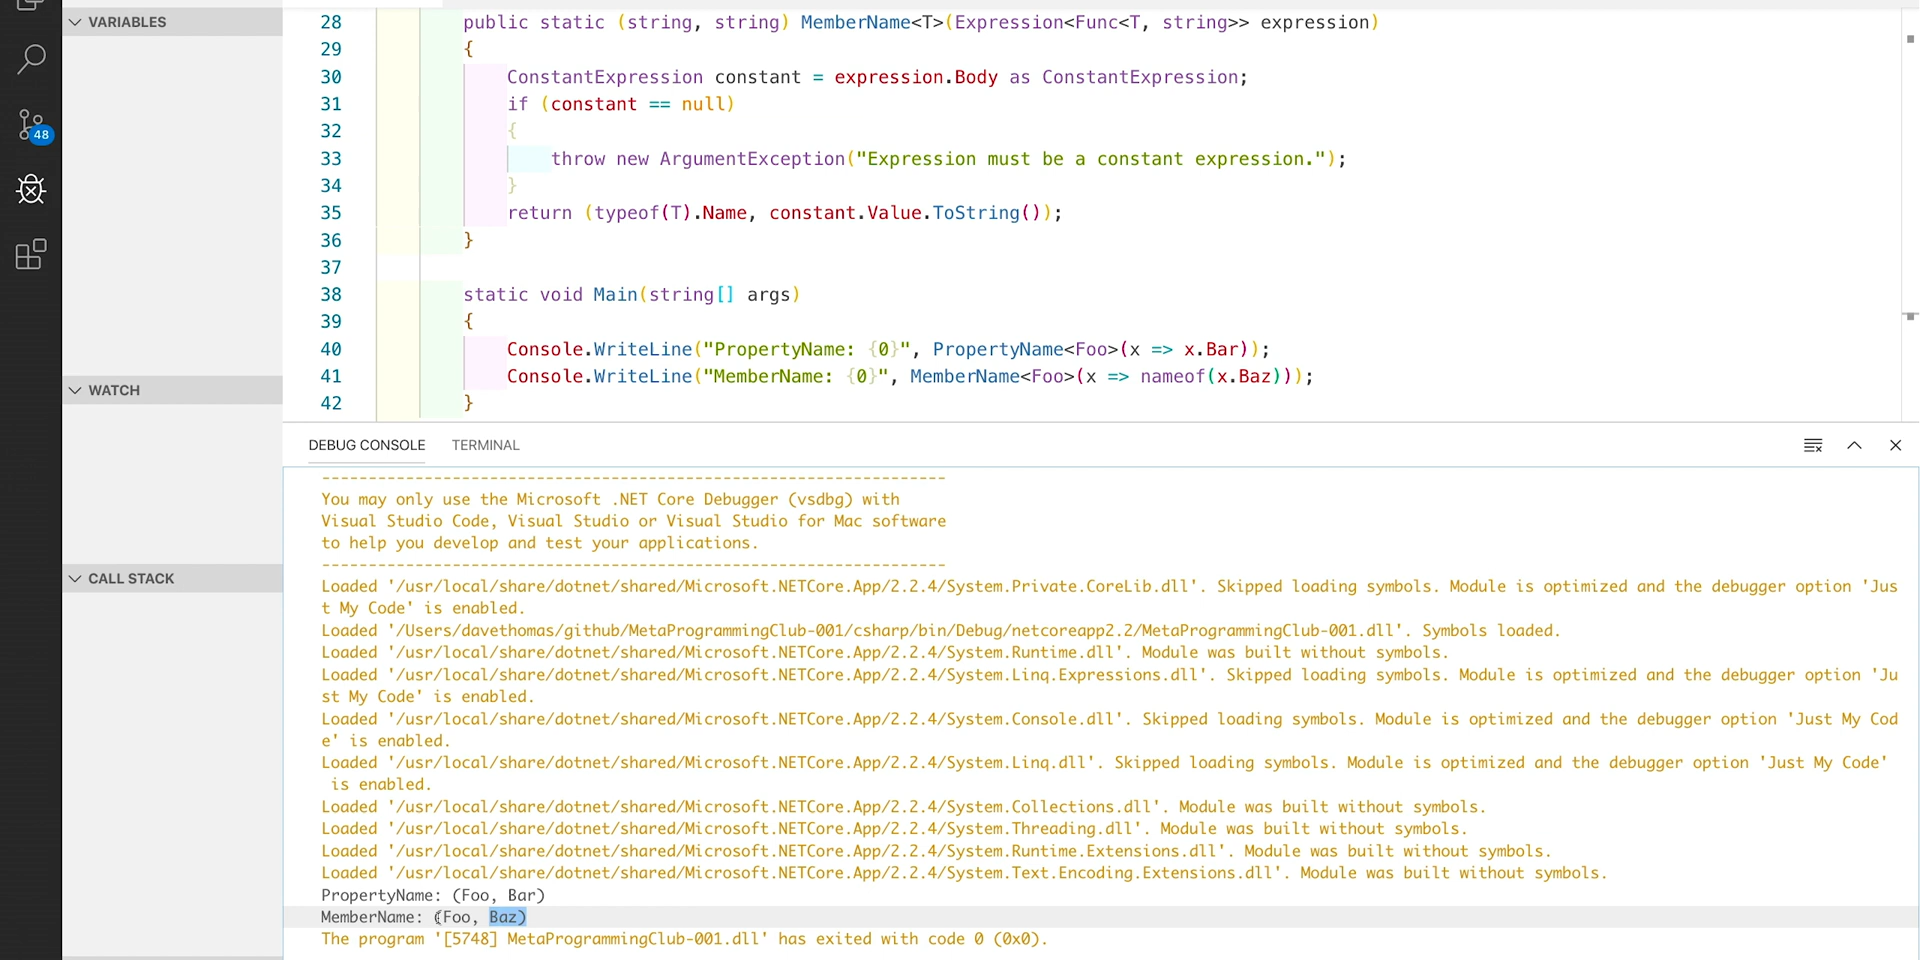 VARIABLES
48
WATCH
CALL STACK
28 public static (string, string) MemberName<T>(Expression<Func<T, string>> expression)
29 {
30 ConstantExpression constant = expression.Body as ConstantExpression;
31 if (constant == null)
32 {
33 throw new ArgumentException("Expression must be a constant expression.");
34 }
35 return (typeof(T).Name, constant.Value.ToString());
36 }
37
38 static void Main(string[] args)
39 {
40 Console.WriteLine("PropertyName: {0}", PropertyName<Foo>(x => x.Bar));
41 Console.WriteLine("MemberName: {0}", MemberName<Foo>(x => nameof(x.Baz)));
42 }
DEBUG CONSOLE TERMINAL
-------------------------------------------------------------------
You may only use the Microsoft .NET Core Debugger (vsdbg) with
Visual Studio Code, Visual Studio or Visual Studio for Mac software
to help you develop and test your applications.
-------------------------------------------------------------------
Loaded '/usr/local/share/dotnet/shared/Microsoft.NETCore.App/2.2.4/System.Private.CoreLib.dll'. Skipped loading symbols. Module is optimized and the debugger option 'Jus
t My Code' is enabled.
Loaded '/Users/davethomas/github/MetaProgrammingClub-001/csharp/bin/Debug/netcoreapp2.2/MetaProgrammingClub-001.dll'. Symbols loaded.
Loaded '/usr/local/share/dotnet/shared/Microsoft.NETCore.App/2.2.4/System.Runtime.dll'. Module was built without symbols.
Loaded '/usr/local/share/dotnet/shared/Microsoft.NETCore.App/2.2.4/System.Linq.Expressions.dll'. Skipped loading symbols. Module is optimized and the debugger option 'Ju
st My Code' is enabled.
Loaded '/usr/local/share/dotnet/shared/Microsoft.NETCore.App/2.2.4/System.Console.dll'. Skipped loading symbols. Module is optimized and the debugger option 'Just My Cod
e' is enabled.
Loaded '/usr/local/share/dotnet/shared/Microsoft.NETCore.App/2.2.4/System.Linq.dll'. Skipped loading symbols. Module is optimized and the debugger option 'Just My Code'
is enabled.
Loaded '/usr/local/share/dotnet/shared/Microsoft.NETCore.App/2.2.4/System.Collections.dll'. Module was built without symbols.
Loaded '/usr/local/share/dotnet/shared/Microsoft.NETCore.App/2.2.4/System.Threading.dll'. Module was built without symbols.
Loaded '/usr/local/share/dotnet/shared/Microsoft.NETCore.App/2.2.4/System.Runtime.Extensions.dll'. Module was built without symbols.
Loaded '/usr/local/share/dotnet/shared/Microsoft.NETCore.App/2.2.4/System.Text.Encoding.Extensions.dll'. Module was built without symbols.
PropertyName: (Foo, Bar)
MemberName: (Foo, Baz)
The program '[5748] MetaProgrammingClub-001.dll' has exited with code 0 (0x0).